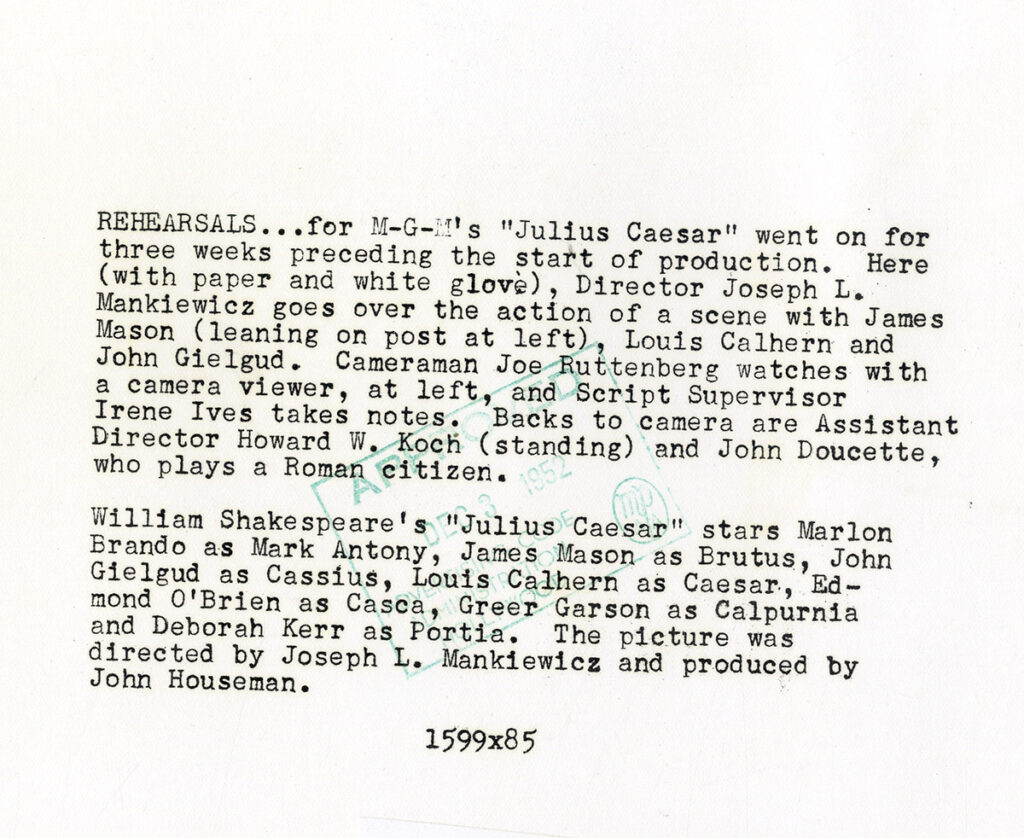 REHEARSALS...for M-G-M's "Julius Caesar" went on for
three weeks preceding the start of production.  Here
(with paper and white glove), Director Joseph L.
Mankiewicz goes over the action of a scene with James
Mason (leaning on post at left), Louis Calhern and
John Gielgud.  Cameraman Joe Ruttenberg watches with
a camera viewer, at left, and Script Supervisor
Irene Ives takes notes.  Backs to camera are Assistant
Director Howard W. Koch (standing) and John Doucette,
who plays a Roman citizen.
APPROVED
DEC 3 1952
William Shakespeare's "Julius Caesar" stars Marlon
Brando as Mark Antony, James Mason as Brutus, John
Gielgud as Cassius, Louis Calhern as Caesar, Ed-
mond O'Brien as Casca, Greer Garson as Calpurnia
and Deborah Kerr as Portia.  The picture was
directed by Joseph L. Mankiewicz and produced by
John Houseman.
1599x85